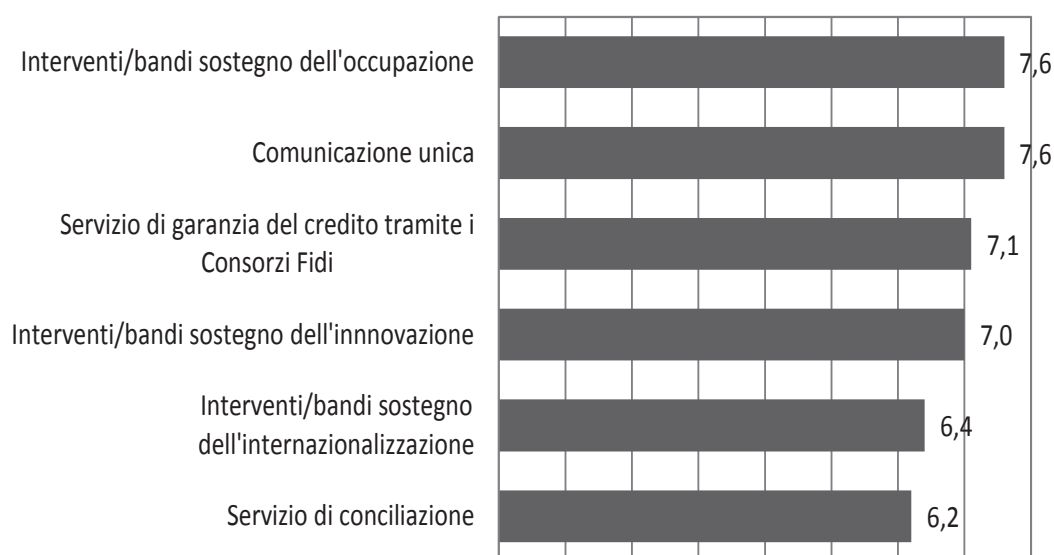 Interventi/bandi sostegno dell'occupazione
7,6
Comunicazione unica
7,6
Servizio di garanzia del credito tramite i
Consorzi Fidi
7,1
Interventi/bandi sostegno dell'innnovazione
7,0
Interventi/bandi sostegno
dell'internazionalizzazione
6,4
Servizio di conciliazione
6,2